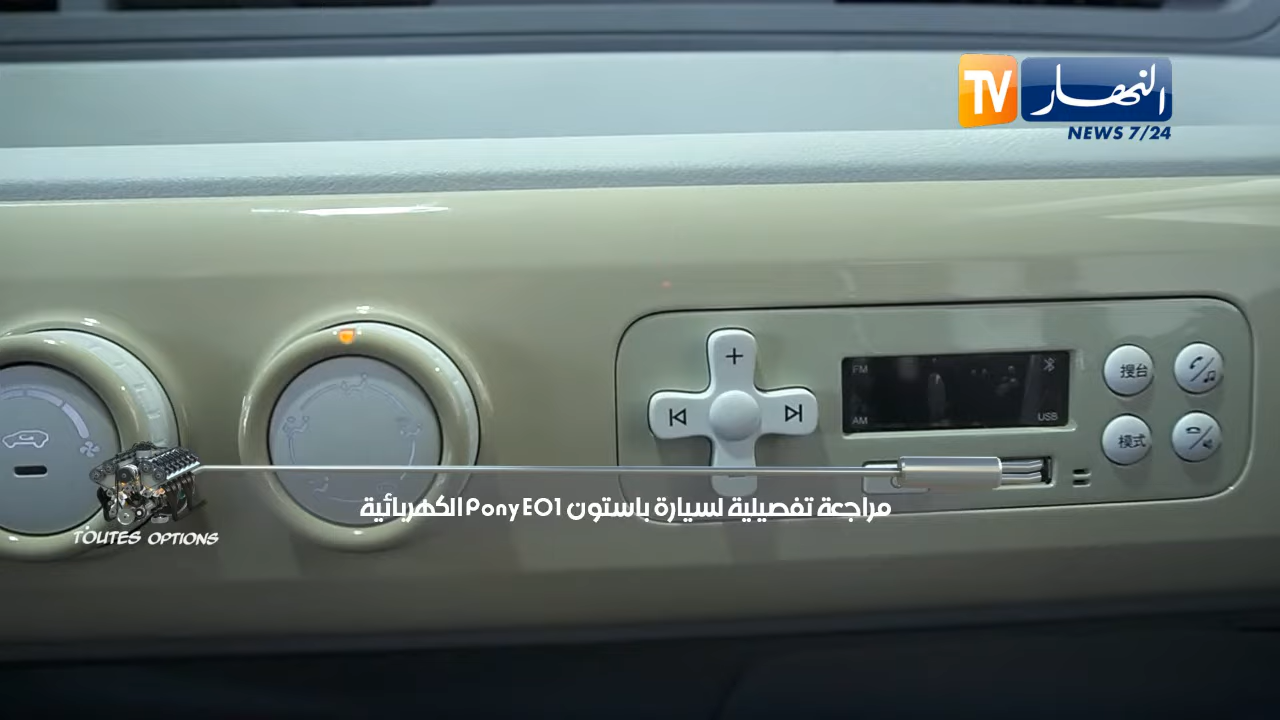 TV النهار
NEWS 7/24
+
FM
AM
USB
搜台
模式
مراجعة تفصيلية لسيارة باستون Pony EO1 الكهربائية
TOUTES OPTIONS